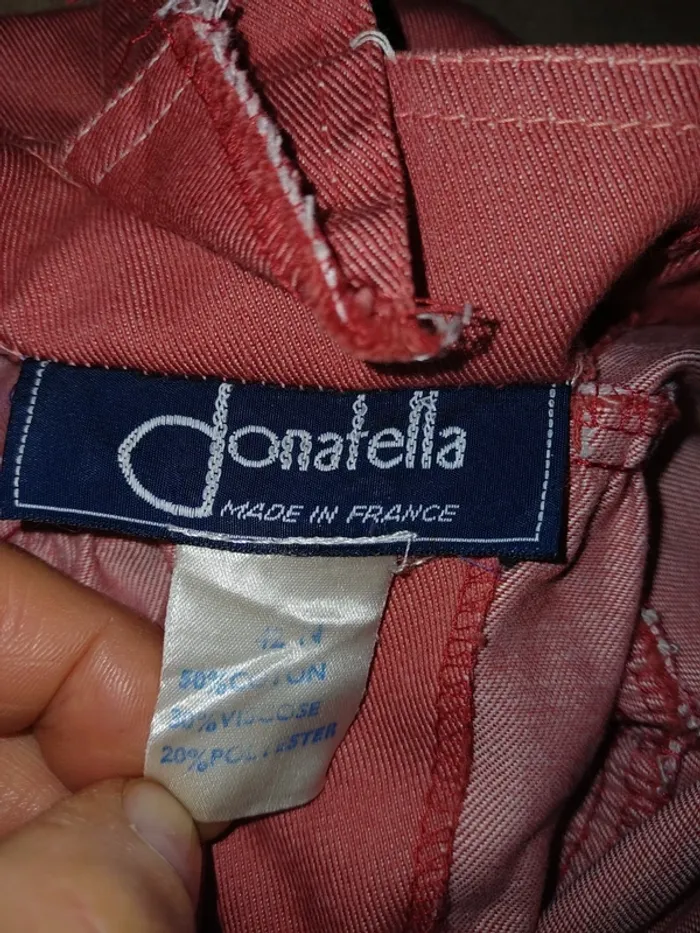 donatella
MADE IN FRANCE
50% COTON
30% VISCOSE
20% POLYESTER